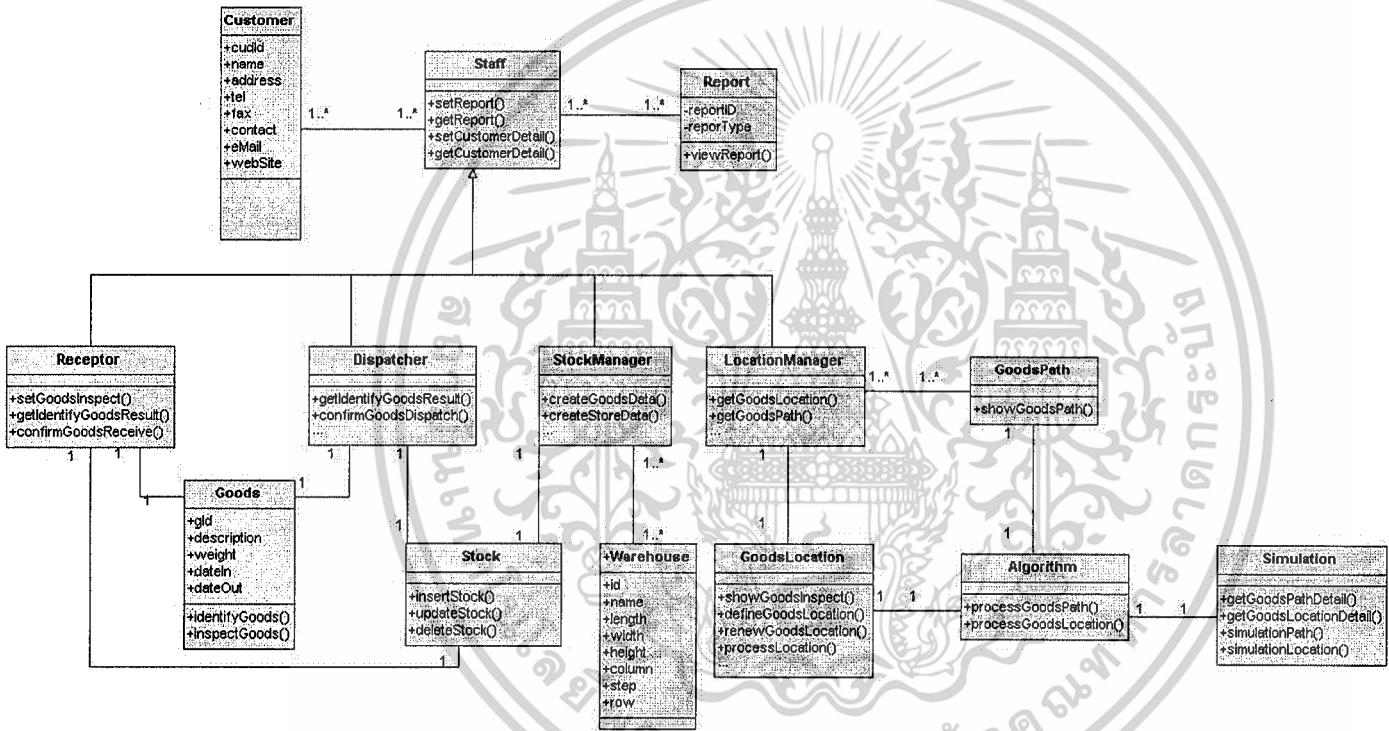 Customer
+cudId
+name
+address
+tel
+fax
+contact
+eMail
+webSite
1..*
1..*
Staff
+setReport()
+getReport()
+setCustomerDetail()
+getCustomerDetail()
1..*
1..*
Report
-reportID
-reporType
+viewReport()
Receptor
+setGoodsInspect()
+getIdentifyGoodsResult()
+confirmGoodsReceive()
1
1
Dispatcher
+getIdentifyGoodsResult()
+confirmGoodsDispatch()
1
1
StockManager
+createGoodsData()
+createStoreData()
1
1..*
LocationManager
+getGoodsLocation()
+getGoodsPath()
1
1..*
1..*
GoodsPath
+showGoodsPath()
1
1
1
Goods
+gId
+description
+weight
+dateIn
+dateOut
+identifyGoods()
+inspectGoods()
1
1
Stock
+insertStock()
+updateStock()
+deleteStock()
1
1..*
+Warehouse
+id
+name
+length
+width
+height
+column
+step
+row
1
GoodsLocation
+showGoodsInspect()
+defineGoodsLocation()
+renewGoodsLocation()
+processLocation()
1
1
1
Algorithm
+processGoodsPath()
+processGoodsLocation()
1
1
Simulation
+getGoodsPathDetail()
+getGoodsLocationDetail()
+simulationPath()
+simulationLocation()